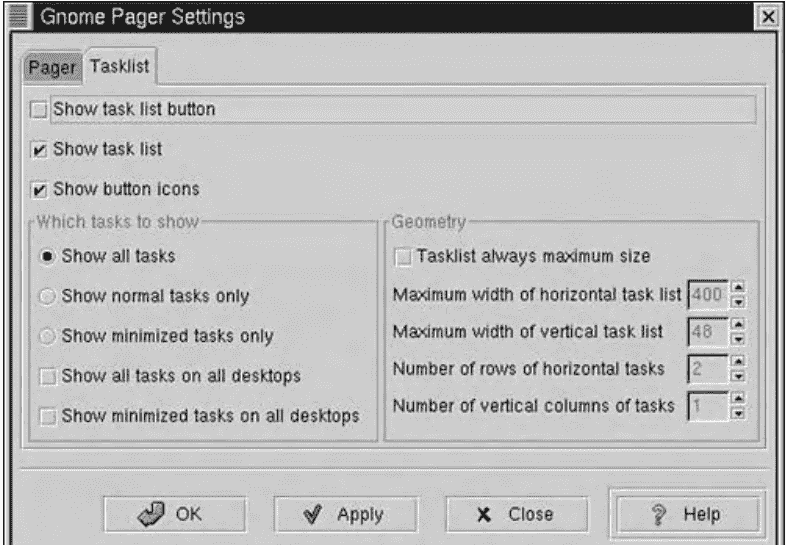 Gnome Pager Settings
Pager Tasklist
Show task list button
Show task list
Show button icons
Which tasks to show
Show all tasks
Show normal tasks only
Show minimized tasks only
Show all tasks on all desktops
Show minimized tasks on all desktops
Geometry
Tasklist always maximum size
Maximum width of horizontal task list 400
Maximum width of vertical task list 48
Number of rows of horizontal tasks 2
Number of vertical columns of tasks 1
OK Apply Close Help